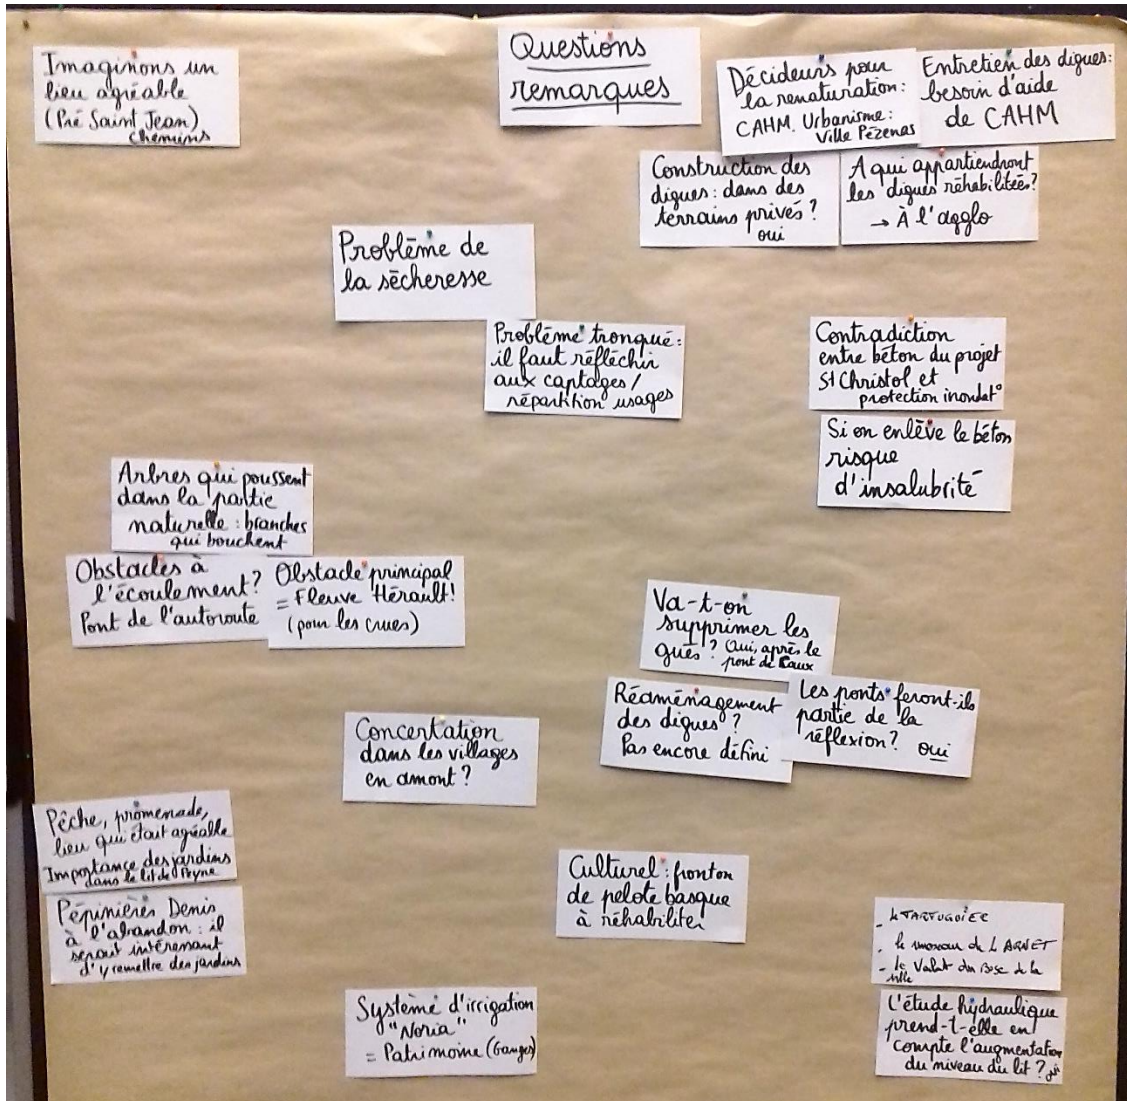 Questions
remarques
Imaginons un
lieu agréable
(Pré Saint Jean)
Chemins
Décideurs pour
la renaturation:
CAHM. Urbanisme:
Ville Pézenas
Entretien des digues:
besoin d'aide
de CAHM
Construction des
digues: dans des
terrains privés?
oui
A qui appartiendront
les digues réhabilitées?
→ À l'agglo
Problème de
la sècheresse
Problème tronqué:
il faut réfléchir
aux captages/
répartition usages
Contradiction
entre béton du projet
St Christol et
protection inondat°
Si on enlève le béton
risque
d'insalubrité
Arbres qui poussent
dans la partie
naturelle: branches
qui bouchent
Obstacles à
l'écoulement?
Pont de l'autoroute
Obstacle principal
= Fleuve Hérault!
(pour les crues)
Va-t-on
supprimer les
gués? Oui, après le
pont de Caux
Réaménagement
des digues?
Pas encore défini
Les ponts feront-ils
partie de la
réflexion? oui
Concertation
dans les villages
en amont?
Pêche, promenade,
lieu qui était agréable
Importance des jardins
dans le lit de Peyne
Pépinières Denis
à l'abandon: il
serait intéressant
d'y remettre des jardins
Culturel: fronton
de pelote basque
à réhabiliter
Système d'irrigation
"Noria"
= Patrimoine (Ganges)
-
. le de L'ARNET
- le Valat du de la
ville
L'étude hydraulique
prend-t-elle en
compte l'augmentation
du niveau du lit?